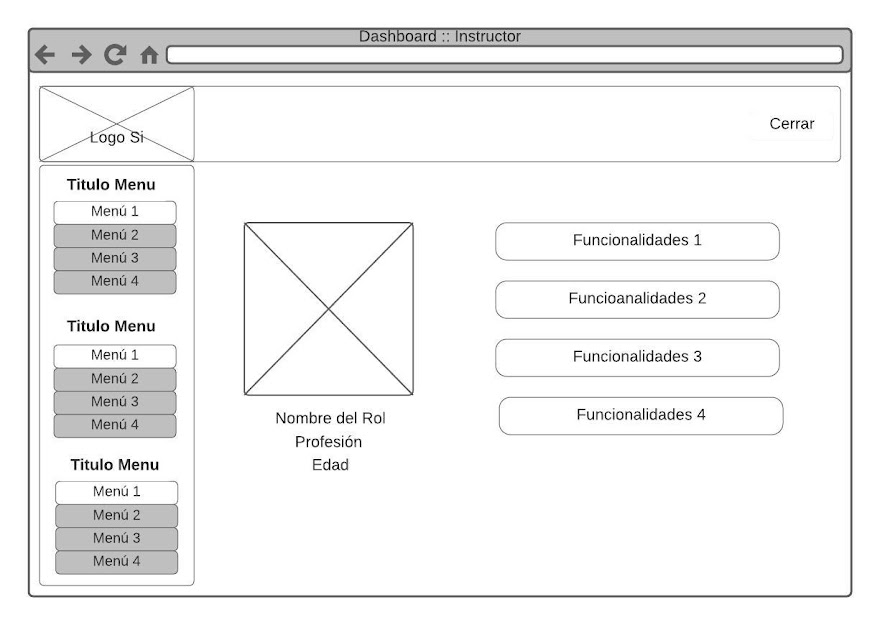 Dashboard :: Instructor
Logo Si
Cerrar
Titulo Menu
Menú 1
Menú 2
Menú 3
Menú 4
Titulo Menu
Menú 1
Menú 2
Menú 3
Menú 4
Titulo Menu
Menú 1
Menú 2
Menú 3
Menú 4
Nombre del Rol
Profesión
Edad
Funcionalidades 1
Funcioanalidades 2
Funcionalidades 3
Funcionalidades 4